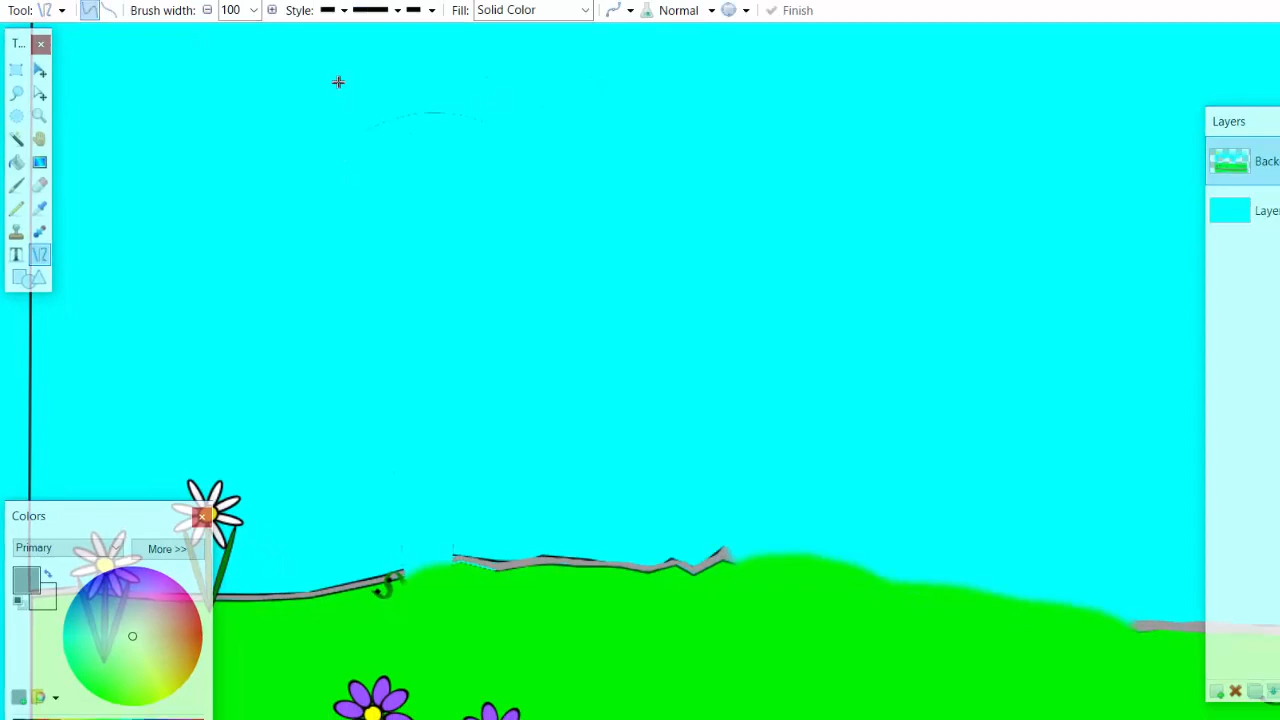 Tool:
Brush width: 100 Style: Fill: Solid Color Normal Finish
T...
Layers
Back
Layer
Colors
Primary
More >>